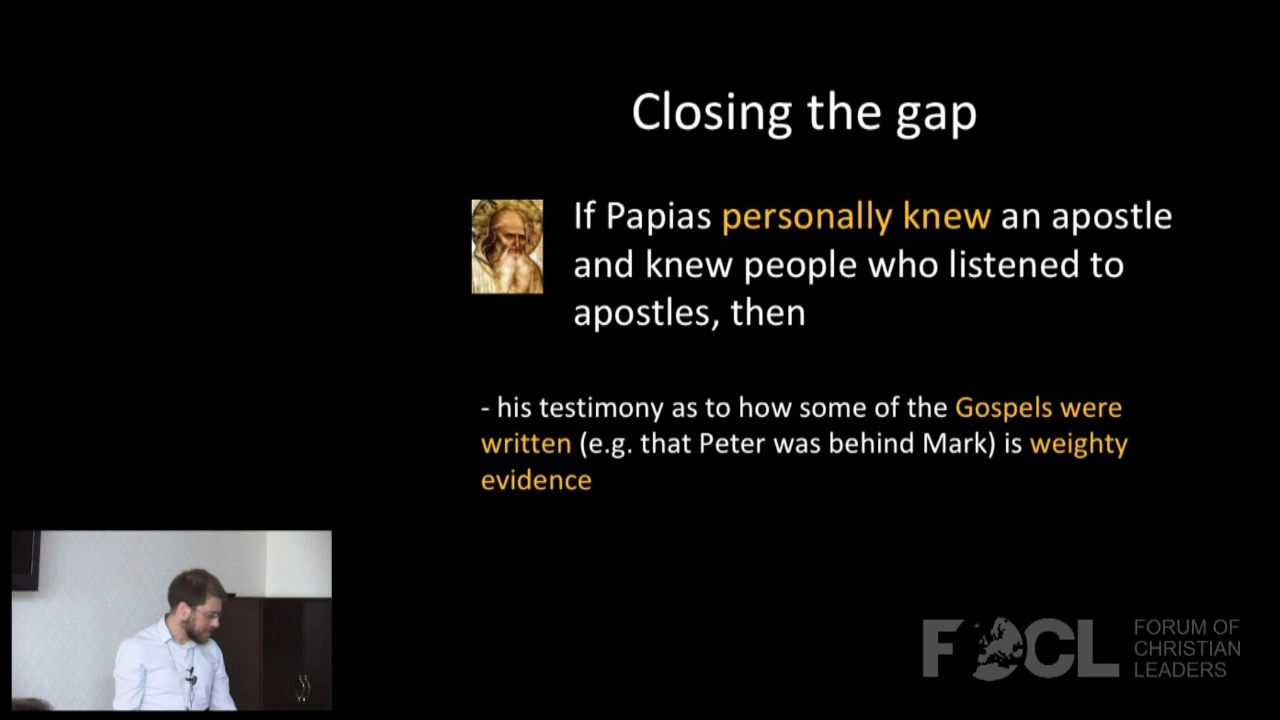 Closing the gap
If Papias personally knew an apostle
and knew people who listened to
apostles, then
- his testimony as to how some of the Gospels were
written (e.g. that Peter was behind Mark) is weighty
evidence
FOCL
FORUM OF
CHRISTIAN
LEADERS